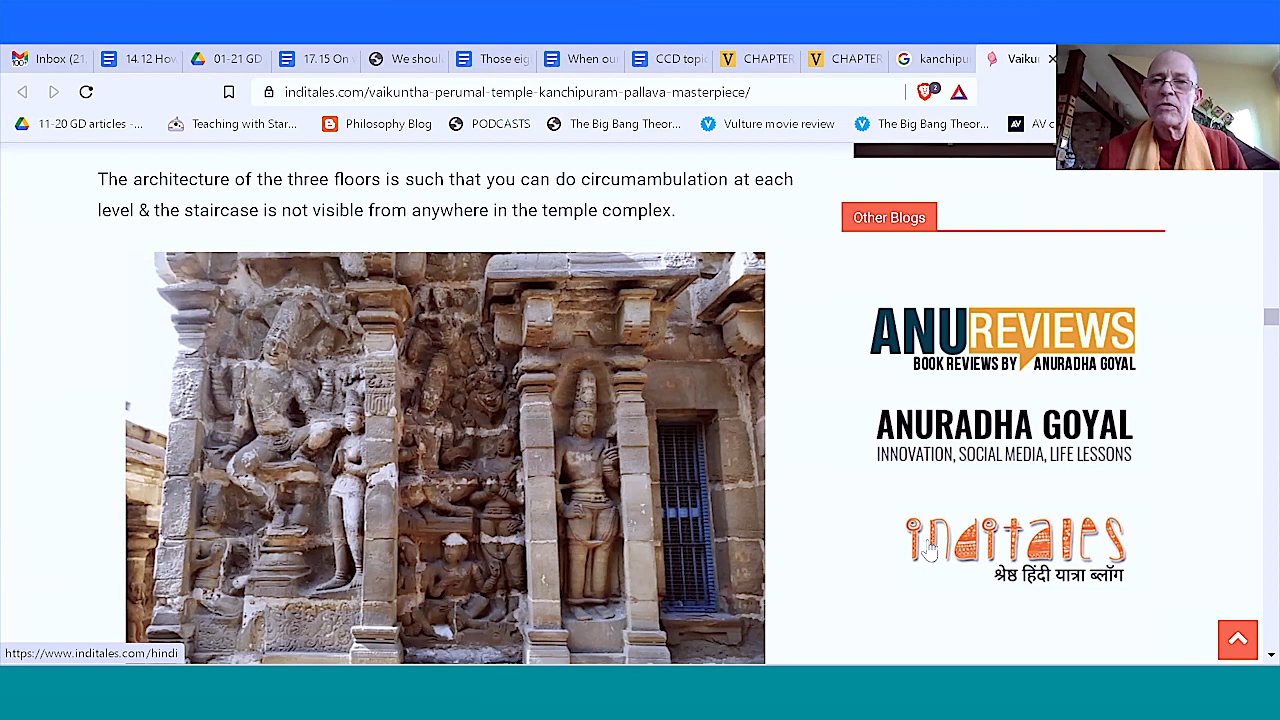 Inbox (21
14.12 How
01-21 GD
17.15 On
We shoul
Those eig
When ou
CCD topi
CHAPTER
CHAPTER
kanchipu
Vaiku
inditales.com/vaikuntha-perumal-temple-kanchipuram-pallava-masterpiece/
2
11-20 GD articles -...
Teaching with Star...
Philosophy Blog
PODCASTS
The Big Bang Theor...
Vulture movie review
The Big Bang Theor...
AV c
The architecture of the three floors is such that you can do circumambulation at each
level & the staircase is not visible from anywhere in the temple complex.
Other Blogs
ANUREVIEWS
BOOK REVIEWS BY ANURADHA GOYAL
ANURADHA GOYAL
INNOVATION, SOCIAL MEDIA, LIFE LESSONS
inditales
श्रेष्ठ हिंदी यात्रा ब्लॉग
https://www.inditales.com/hindi